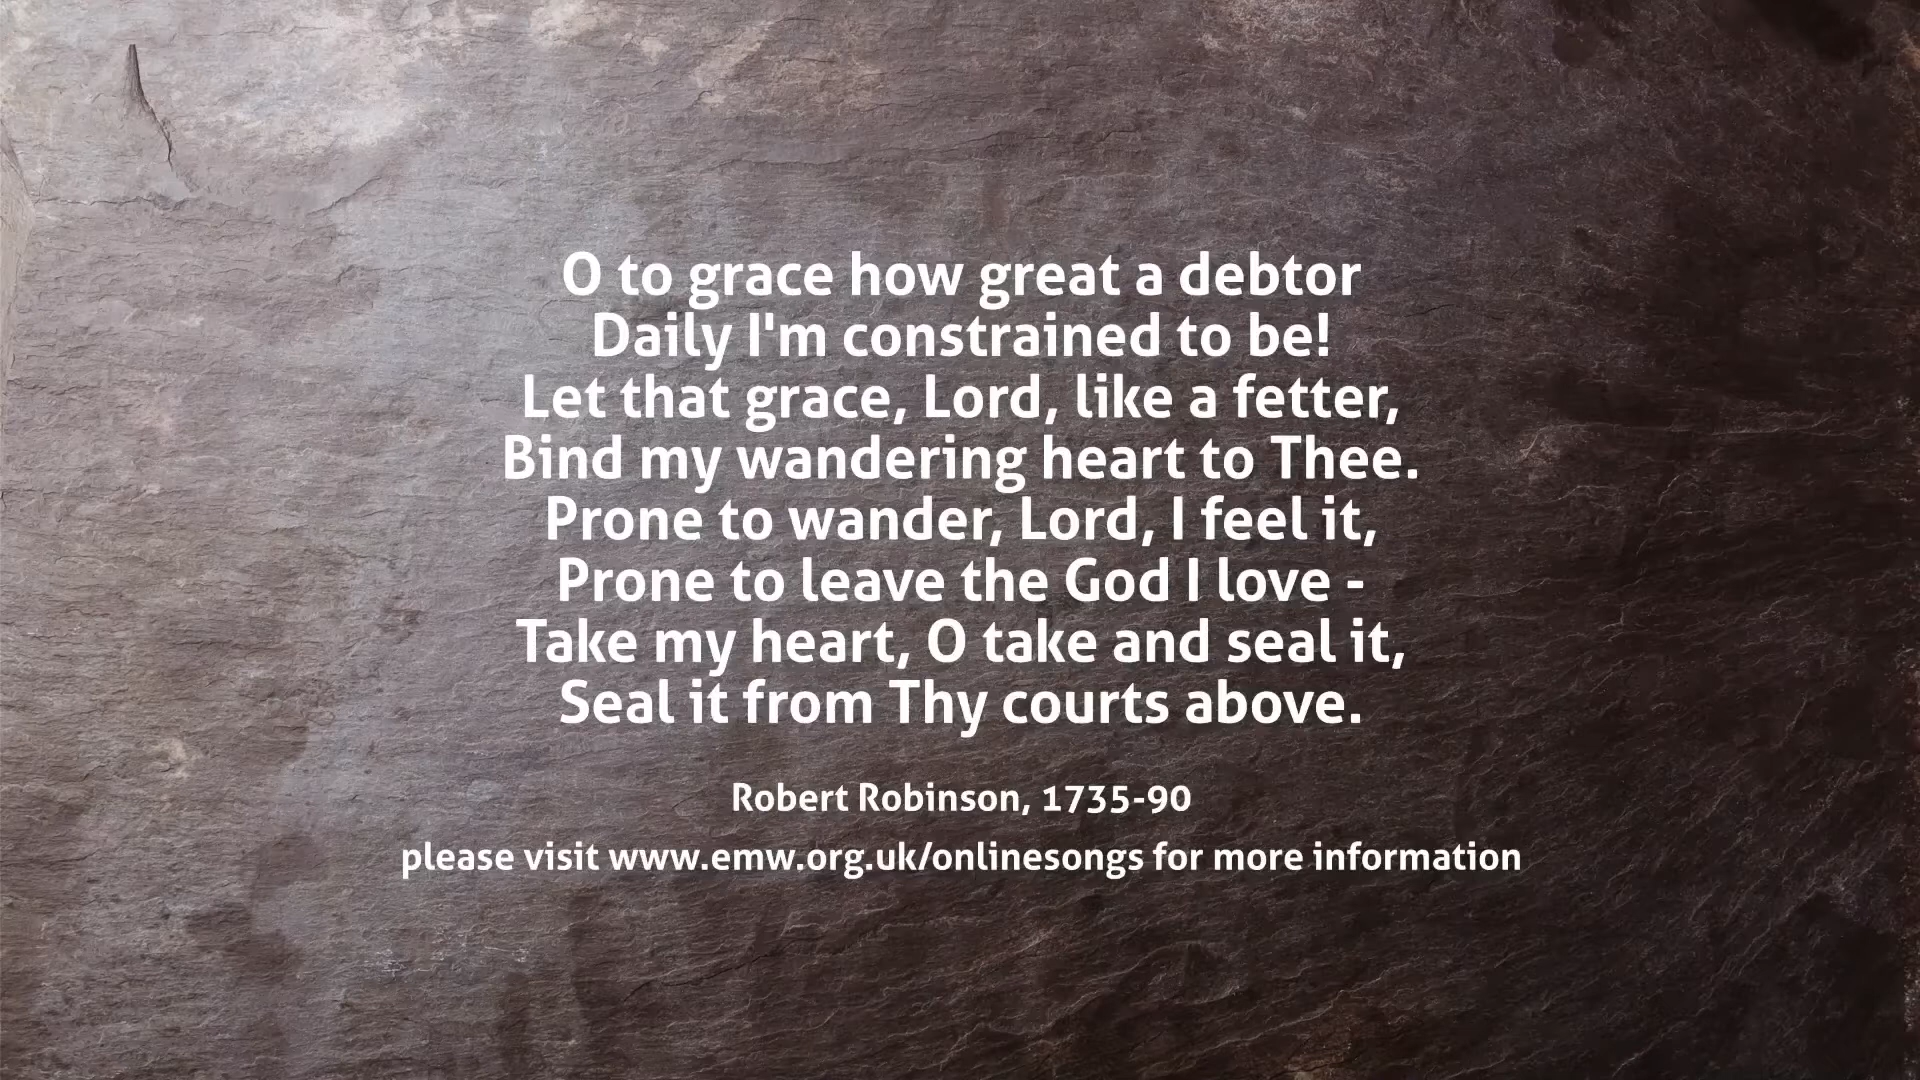 O to grace how great a debtor
Daily I'm constrained to be!
Let that grace, Lord, like a fetter,
Bind my wandering heart to Thee.
Prone to wander, Lord, I feel it,
Prone to leave the God I love -
Take my heart, O take and seal it,
Seal it from Thy courts above.
Robert Robinson, 1735-90
please visit www.emw.org.uk/onlinesongs for more information